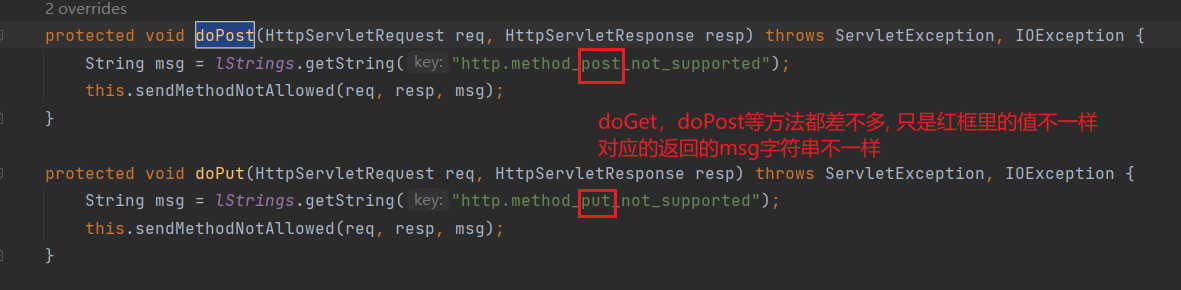 2 overrides
protected void doPost(HttpServletRequest req, HttpServletResponse resp) throws ServletException, IOException {
String msg = lStrings.getString( key: "http.method_post_not_supported");
this.sendMethodNotAllowed(req, resp, msg);
}
doGet，doPost等方法都差不多, 只是红框里的值不一样
对应的返回的msg字符串不一样
protected void doPut(HttpServletRequest req, HttpServletResponse resp) throws ServletException, IOException {
String msg = lStrings.getString( key: "http.method_put_not_supported");
this.sendMethodNotAllowed(req, resp, msg);
}